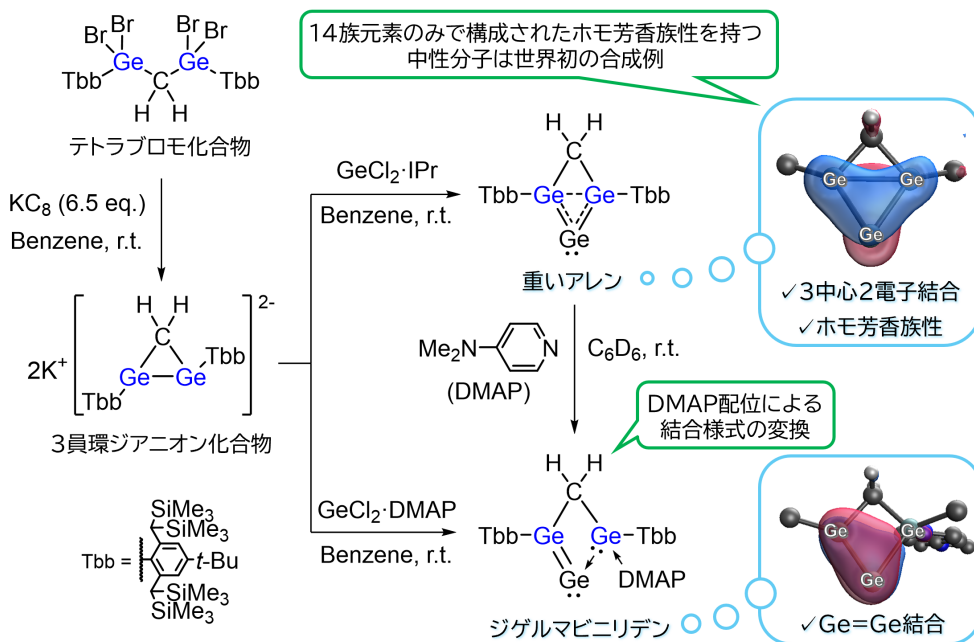 Br
Br
Br
Br
Ge
Ge
Tbb
C
Tbb
H H
テトラブロモ化合物
KC8 (6.5 eq.)
Benzene, r.t.
2K+
H H
C
Tbb
Ge Ge
Tbb
2-
3員環ジアニオン化合物
SiMe3
SiMe3
Tbb =
t-Bu
SiMe3
SiMe3
14族元素のみで構成されたホモ芳香族性を持つ
中性分子は世界初の合成例
GeCl2·IPr
Benzene, r.t.
H H
C
Tbb Ge Ge Tbb
Ge
重いアレン
Ge Ge
Ge
✓3中心2電子結合
✓ホモ芳香族性
Me2N N
(DMAP)
C6D6, r.t.
DMAP配位による
結合様式の変換
GeCl2·DMAP
Benzene, r.t.
H H
C
Tbb Ge Ge Tbb
Ge DMAP
ジゲルマビニリデン
Ge Ge
Ge
✓Ge=Ge結合